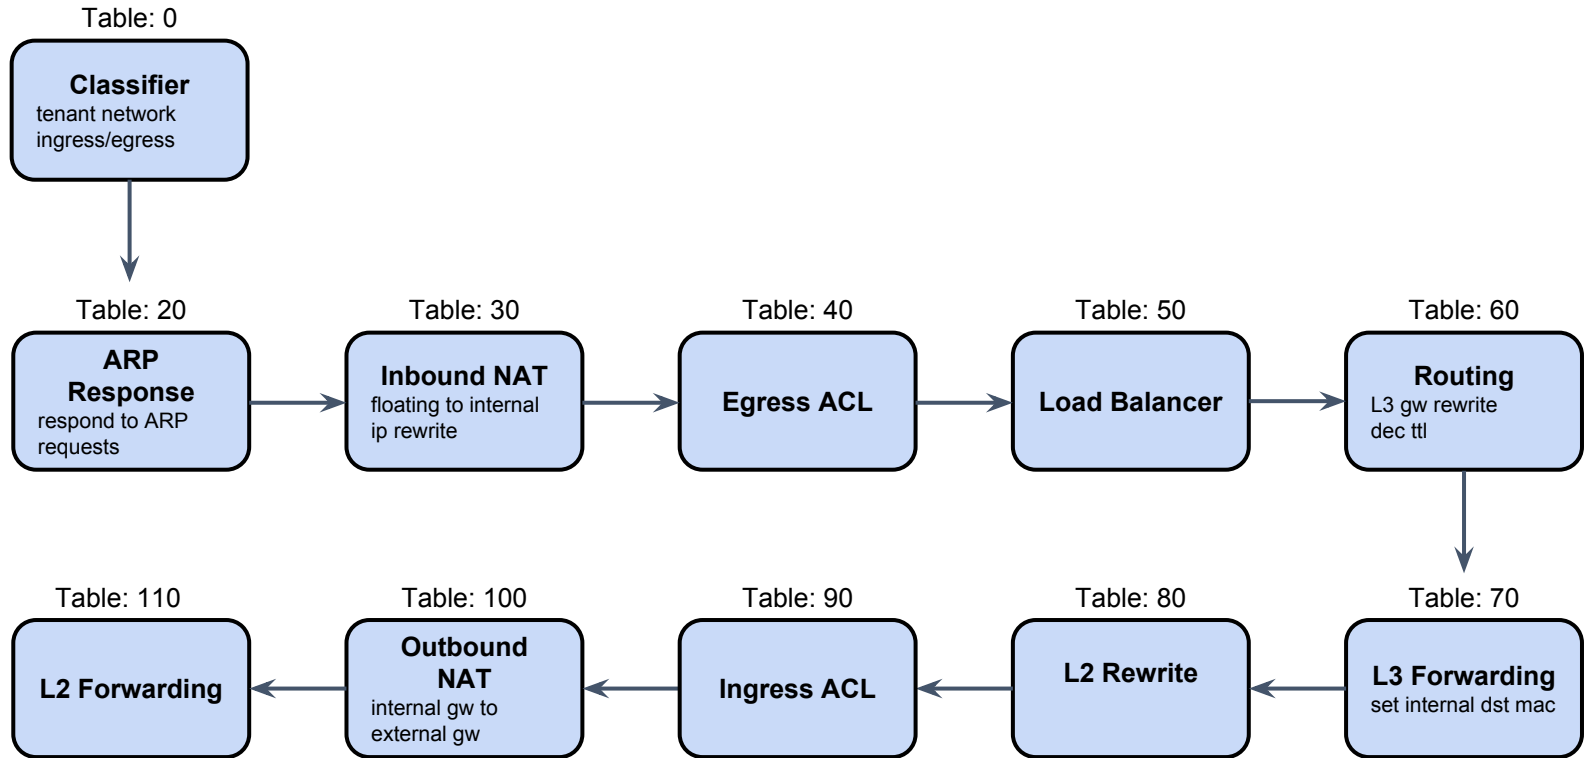 Table: 0
Classifier
tenant network
ingress/egress
Table: 20
ARP
Response
respond to ARP
requests
Table: 30
Inbound NAT
floating to internal
ip rewrite
Table: 40
Egress ACL
Table: 50
Load Balancer
Table: 60
Routing
L3 gw rewrite
dec ttl
Table: 110
L2 Forwarding
Table: 100
Outbound
NAT
internal gw to
external gw
Table: 90
Ingress ACL
Table: 80
L2 Rewrite
Table: 70
L3 Forwarding
set internal dst mac